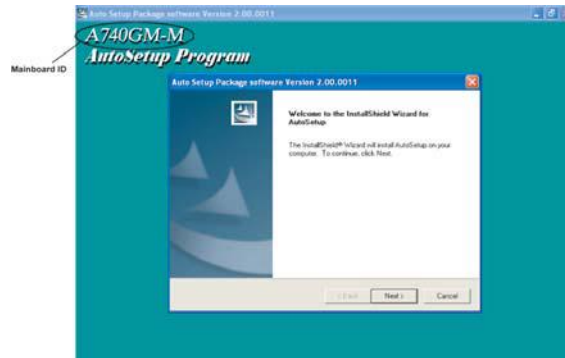 Auto Setup Package software Version 2.00.0011
A740GM-M
AutoSetup Program
Mainboard ID
Auto Setup Package software Version 2.00.0011
Welcome to the InstallShield Wizard for
AutoSetup
The InstallShield® Wizard will install AutoSetup on your
computer. To continue, click Next.
< Back
Next >
Cancel